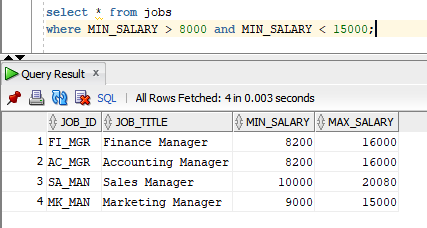 select * from jobs
where MIN_SALARY > 8000 and MIN_SALARY < 15000;
Query Result ×
SQL | All Rows Fetched: 4 in 0.003 seconds
JOB_ID JOB_TITLE MIN_SALARY MAX_SALARY
1 FI_MGR Finance Manager 8200 16000
2 AC_MGR Accounting Manager 8200 16000
3 SA_MAN Sales Manager 10000 20080
4 MK_MAN Marketing Manager 9000 15000